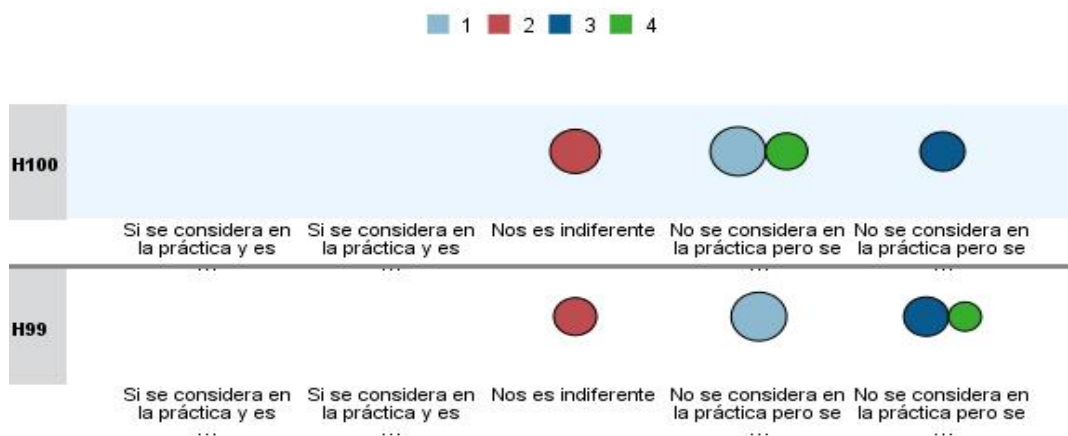 1 2 3 4
H100
Si se considera en Si se considera en Nos es indiferente No se considera en No se considera en
la práctica y es la práctica y es la práctica pero se la práctica pero se
... ... ... ...
H99
Si se considera en Si se considera en Nos es indiferente No se considera en No se considera en
la práctica y es la práctica y es la práctica pero se la práctica pero se
... ... ... ...